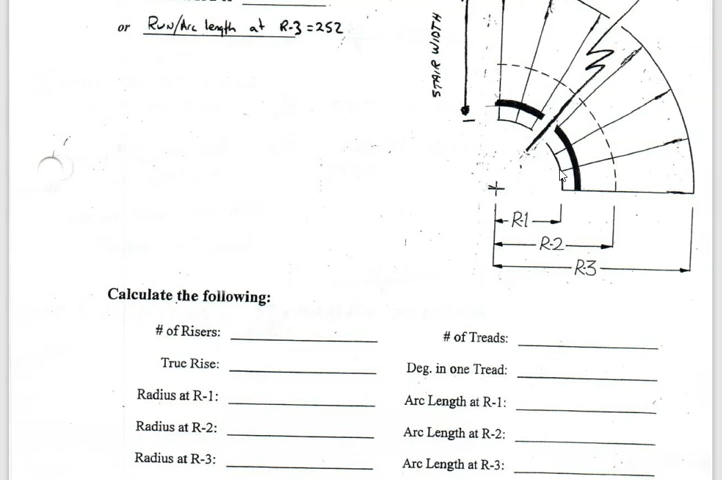 or Run/Arc length at R-3 = 252
STAIR WIDTH
R-1
R-2
R-3
Calculate the following:
# of Risers:
# of Treads:
True Rise:
Deg. in one Tread:
Radius at R-1:
Arc Length at R-1:
Radius at R-2:
Arc Length at R-2:
Radius at R-3:
Arc Length at R-3: